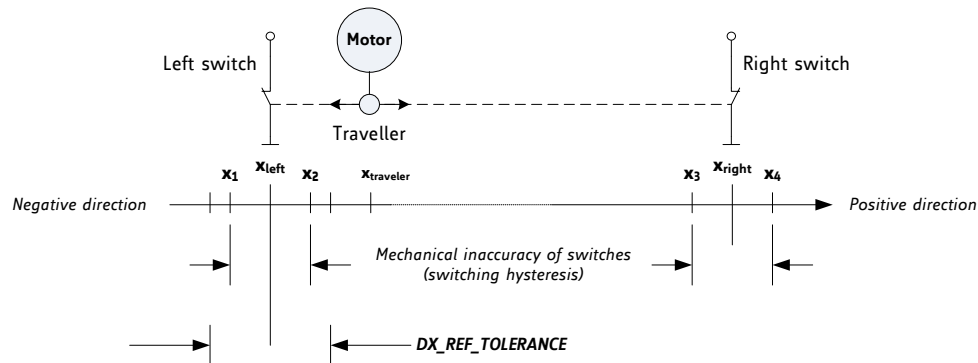 Motor
Left switch
Right switch
Traveller
x1
xleft
x2
xtraveler
x3
xright
x4
Negative direction
Positive direction
Mechanical inaccuracy of switches
(switching hysteresis)
DX_REF_TOLERANCE